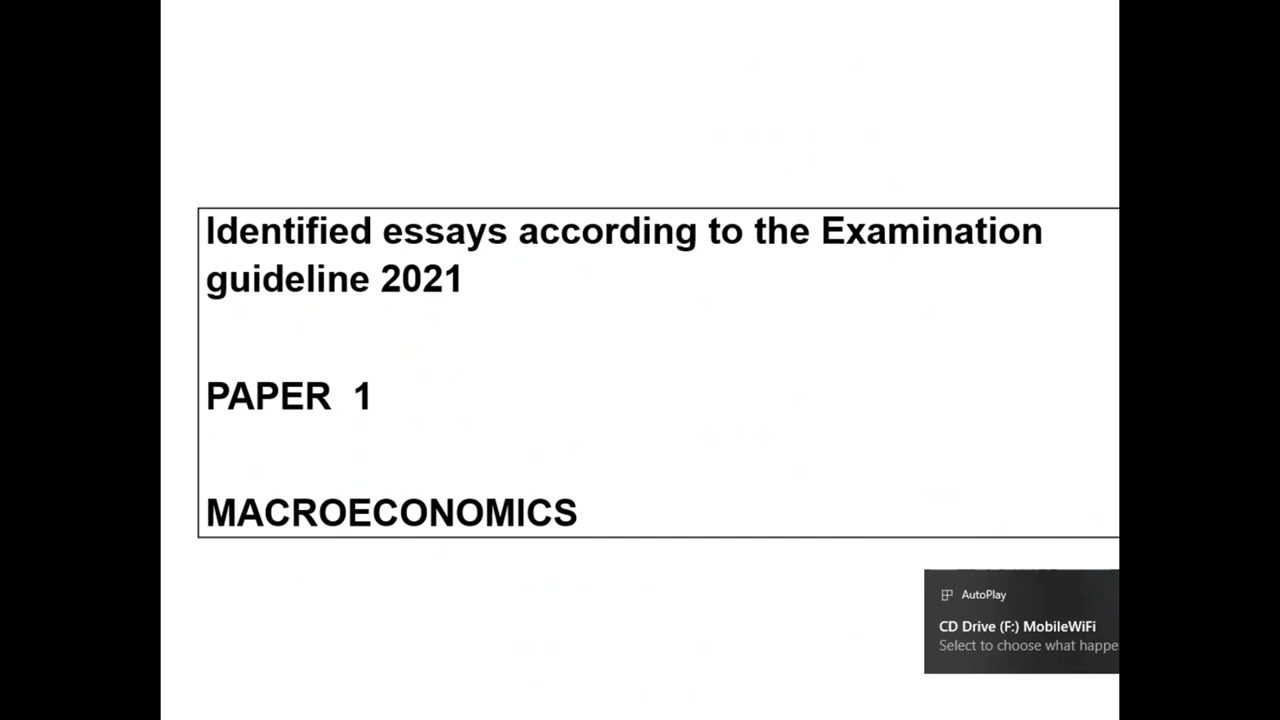 Identified essays according to the Examination
guideline 2021
PAPER 1
MACROECONOMICS
AutoPlay
CD Drive (F:) MobileWiFi
Select to choose what happe